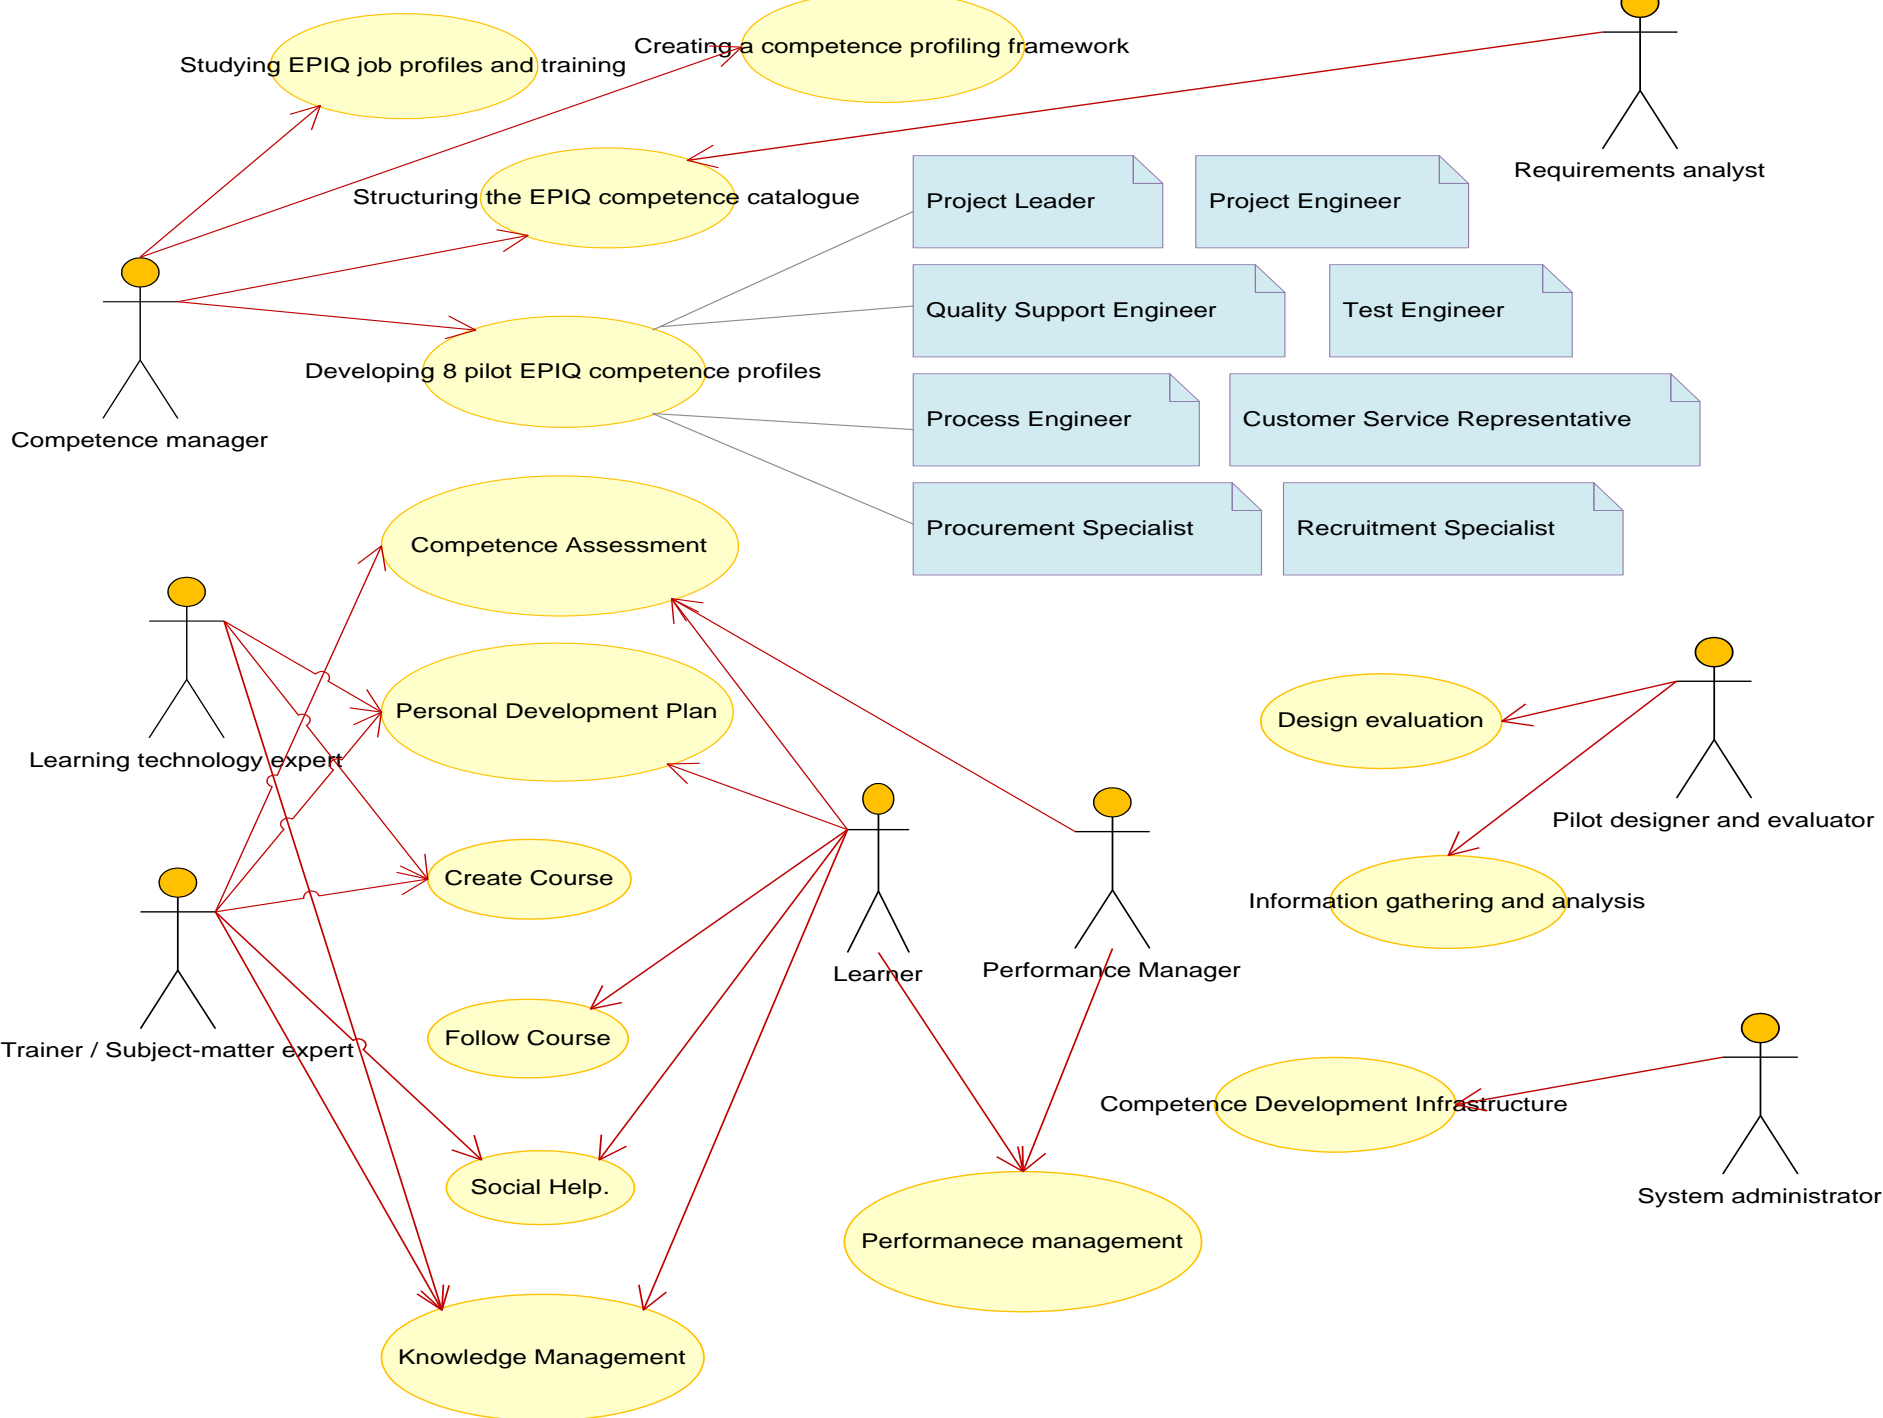 Creating a competence profiling framework
Studying EPIQ job profiles and training
Requirements analyst
Structuring the EPIQ competence catalogue
Project Leader
Project Engineer
Quality Support Engineer
Test Engineer
Developing 8 pilot EPIQ competence profiles
Process Engineer
Customer Service Representative
Competence manager
Procurement Specialist
Recruitment Specialist
Competence Assessment
Personal Development Plan
Design evaluation
Learning technology expert
Pilot designer and evaluator
Create Course
Information gathering and analysis
Learner
Performance Manager
Follow Course
Trainer / Subject-matter expert
Competence Development Infrastructure
Social Help.
System administrator
Performanece management
Knowledge Management